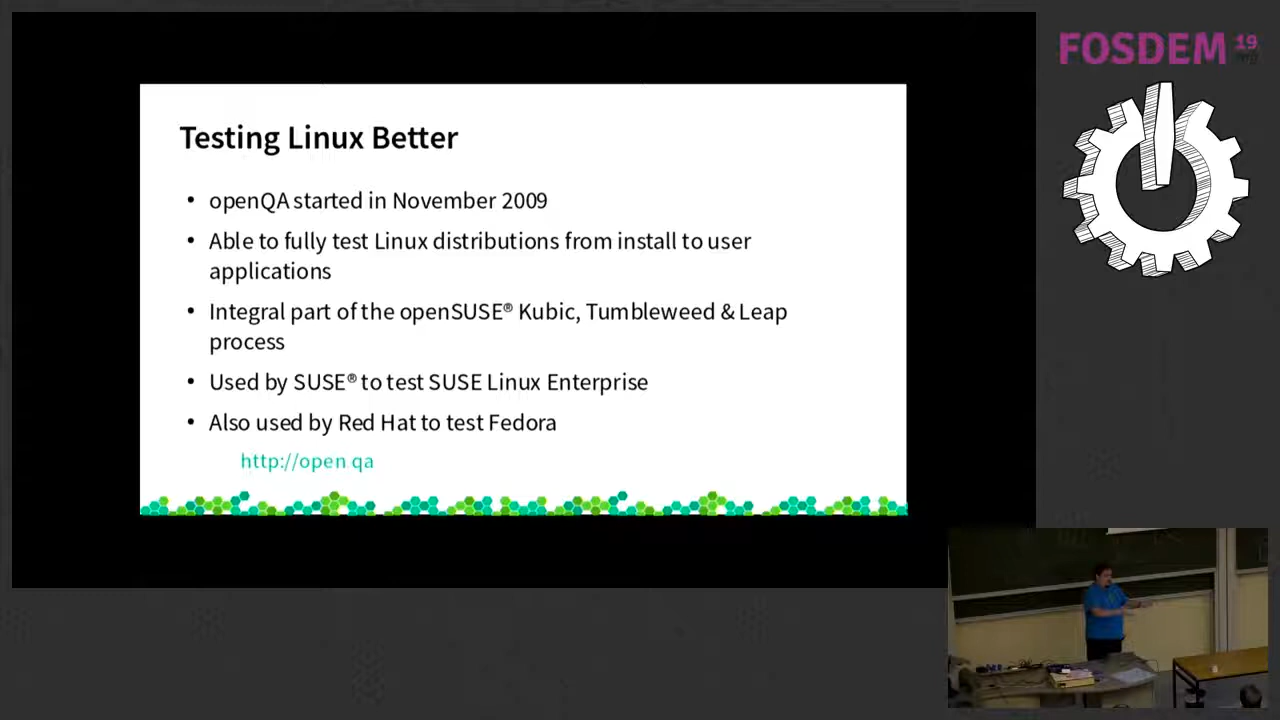 FOSDEM 19
Testing Linux Better
• openQA started in November 2009
• Able to fully test Linux distributions from install to user
applications
• Integral part of the openSUSE® Kubic, Tumbleweed & Leap
process
• Used by SUSE® to test SUSE Linux Enterprise
• Also used by Red Hat to test Fedora
http://open qa